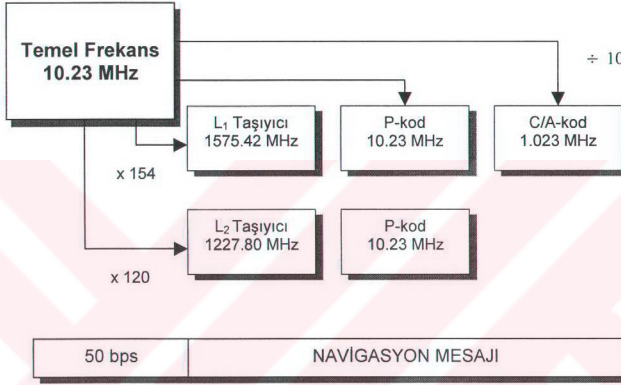 Temel Frekans
10.23 MHz
÷ 10
L₁ Taşıyıcı
1575.42 MHz
P-kod
10.23 MHz
C/A-kod
1.023 MHz
x 154
L₂ Taşıyıcı
1227.80 MHz
P-kod
10.23 MHz
x 120
50 bps
NAVİGASYON MESAJI